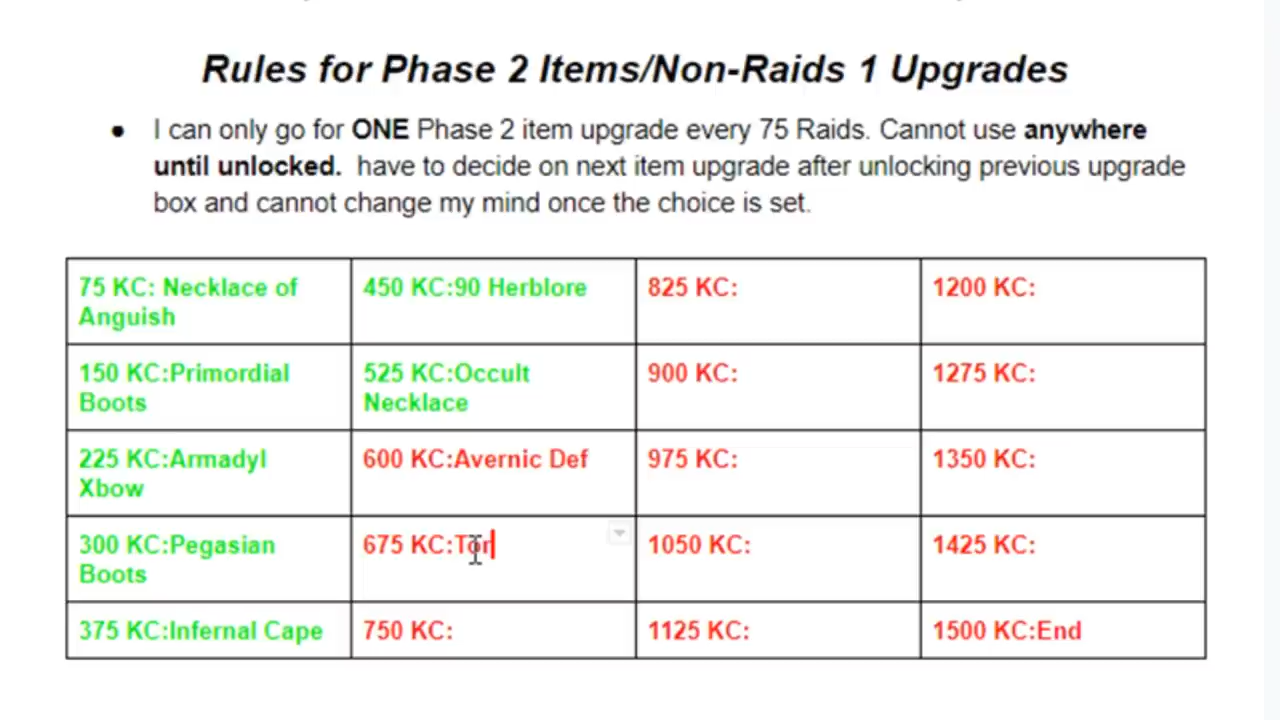 Rules for Phase 2 Items/Non-Raids 1 Upgrades
● I can only go for ONE Phase 2 item upgrade every 75 Raids. Cannot use anywhere
until unlocked.  have to decide on next item upgrade after unlocking previous upgrade
box and cannot change my mind once the choice is set.
75 KC: Necklace of
Anguish
450 KC:90 Herblore
825 KC:
1200 KC:
150 KC:Primordial
Boots
525 KC:Occult
Necklace
900 KC:
1275 KC:
225 KC:Armadyl
Xbow
600 KC:Avernic Def
975 KC:
1350 KC:
300 KC:Pegasian
Boots
675 KC:Tor
1050 KC:
1425 KC:
375 KC:Infernal Cape
750 KC:
1125 KC:
1500 KC:End